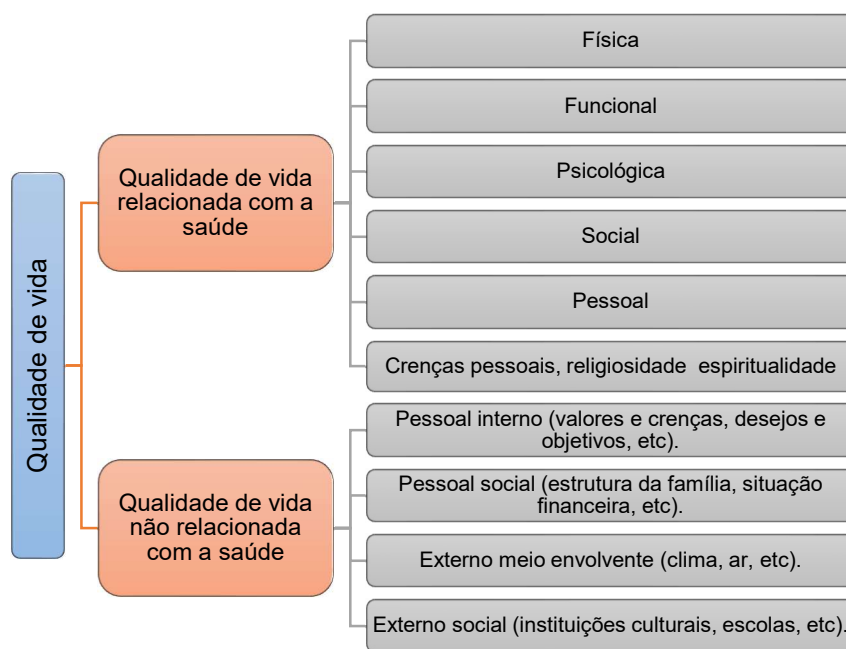 Qualidade de vida
Qualidade de vida
relacionada com a
saúde
Física
Funcional
Psicológica
Social
Pessoal
Crenças pessoais, religiosidade espiritualidade
Qualidade de vida
não relacionada
com a saúde
Pessoal interno (valores e crenças, desejos e
objetivos, etc).
Pessoal social (estrutura da família, situação
financeira, etc).
Externo meio envolvente (clima, ar, etc).
Externo social (instituições culturais, escolas, etc).